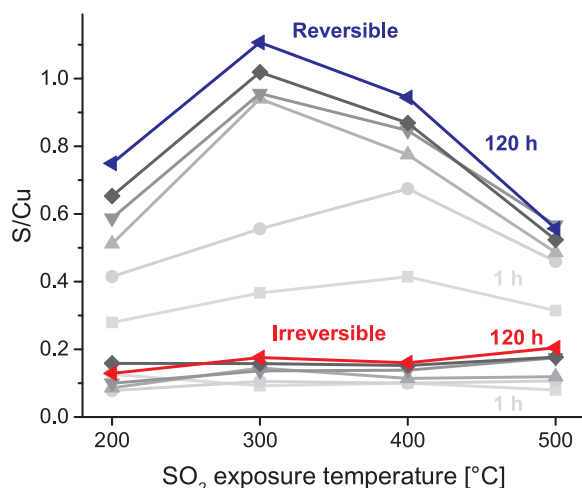 Reversible
1.0
0.8
120 h
S/Cu
0.6
0.4
1 h
Irreversible
120 h
0.2
1 h
0.0
200 300 400 500
SO₂ exposure temperature [°C]